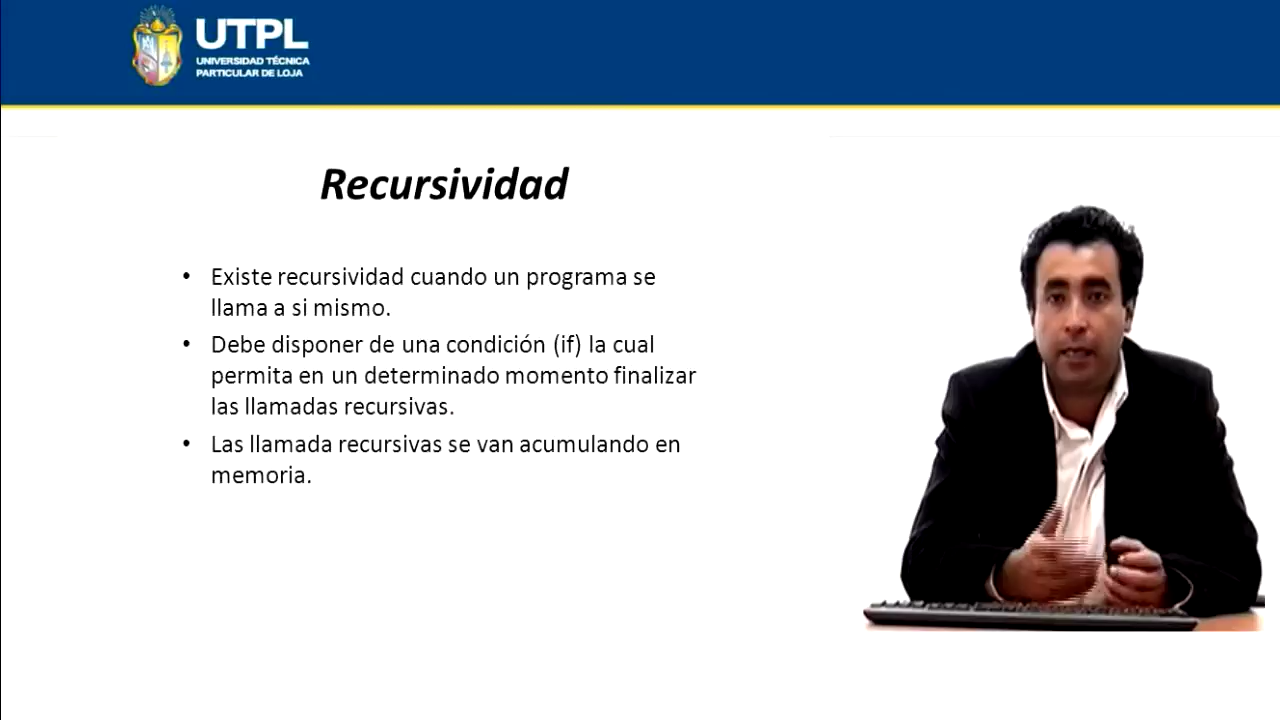 UTPL
UNIVERSIDAD TÉCNICA
PARTICULAR DE LOJA
Recursividad
• Existe recursividad cuando un programa se
llama a si mismo.
• Debe disponer de una condición (if) la cual
permita en un determinado momento finalizar
las llamadas recursivas.
• Las llamada recursivas se van acumulando en
memoria.